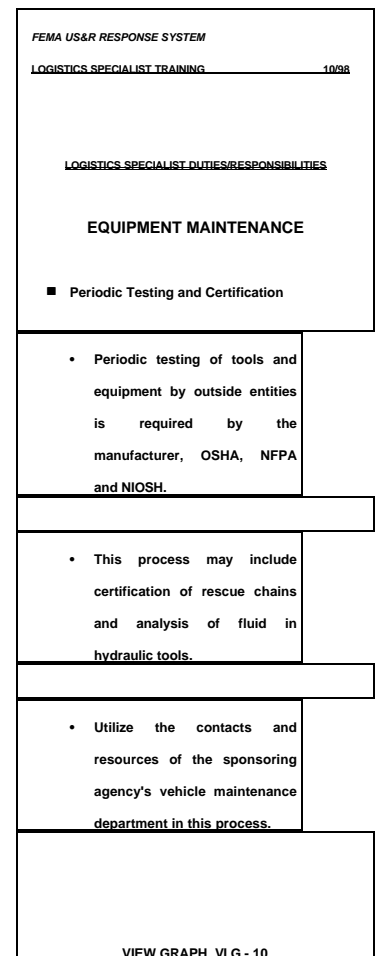 FEMA US&R RESPONSE SYSTEM
LOGISTICS SPECIALIST TRAINING 10/98
LOGISTICS SPECIALIST DUTIES/RESPONSIBILITIES
EQUIPMENT MAINTENANCE
■ Periodic Testing and Certification
• Periodic testing of tools and
equipment by outside entities
is required by the
manufacturer, OSHA, NFPA
and NIOSH.
• This process may include
certification of rescue chains
and analysis of fluid in
hydraulic tools.
• Utilize the contacts and
resources of the sponsoring
agency's vehicle maintenance
department in this process.
VIEW GRAPH VLG - 10